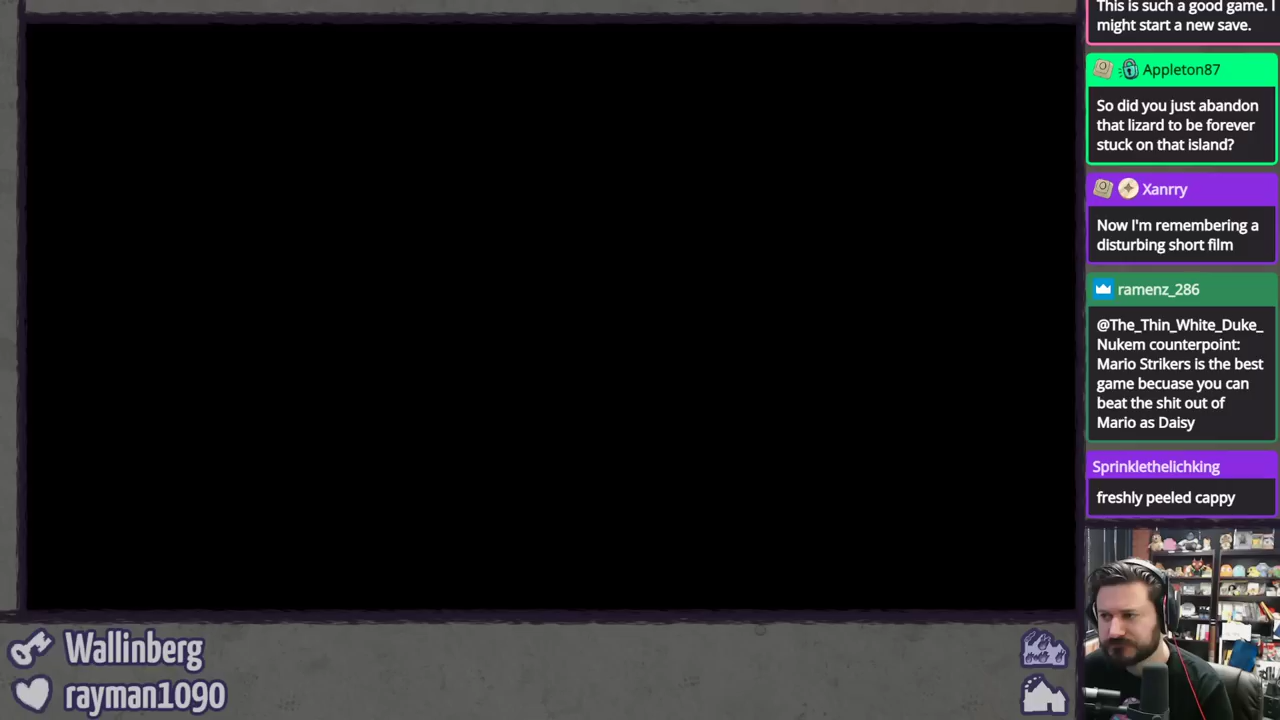 This is such a good game. I
might start a new save.
Appleton87
So did you just abandon
that lizard to be forever
stuck on that island?
Xanrry
Now I'm remembering a
disturbing short film
ramenz_286
@The_Thin_White_Duke_
Nukem counterpoint:
Mario Strikers is the best
game becuase you can
beat the shit out of
Mario as Daisy
Sprinklethelichking
freshly peeled cappy
Wallinberg
rayman1090